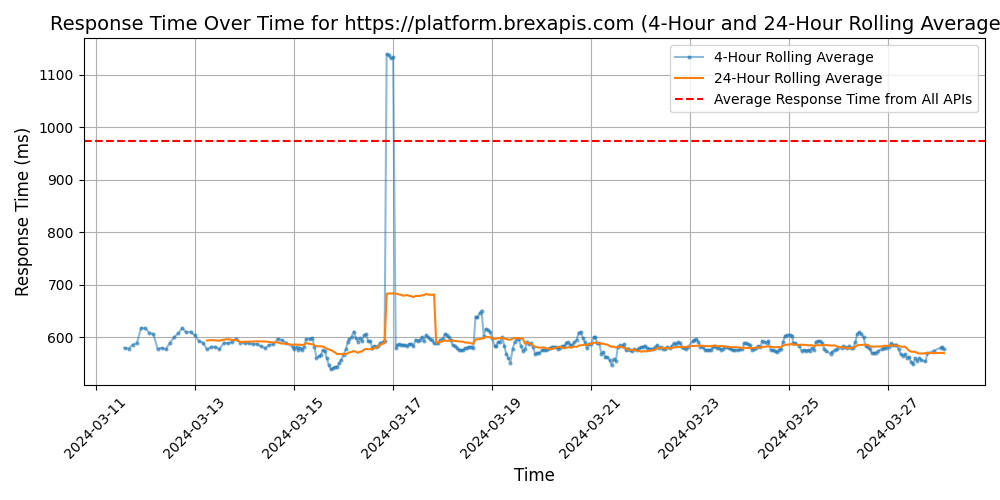 Response Time Over Time for https://platform.brexapis.com (4-Hour and 24-Hour Rolling Average
4-Hour Rolling Average
24-Hour Rolling Average
Average Response Time from All APIs
Response Time (ms)
1100
1000
900
800
700
600
2024-03-11
2024-03-13
2024-03-15
2024-03-17
2024-03-19
2024-03-21
2024-03-23
2024-03-25
2024-03-27
Time